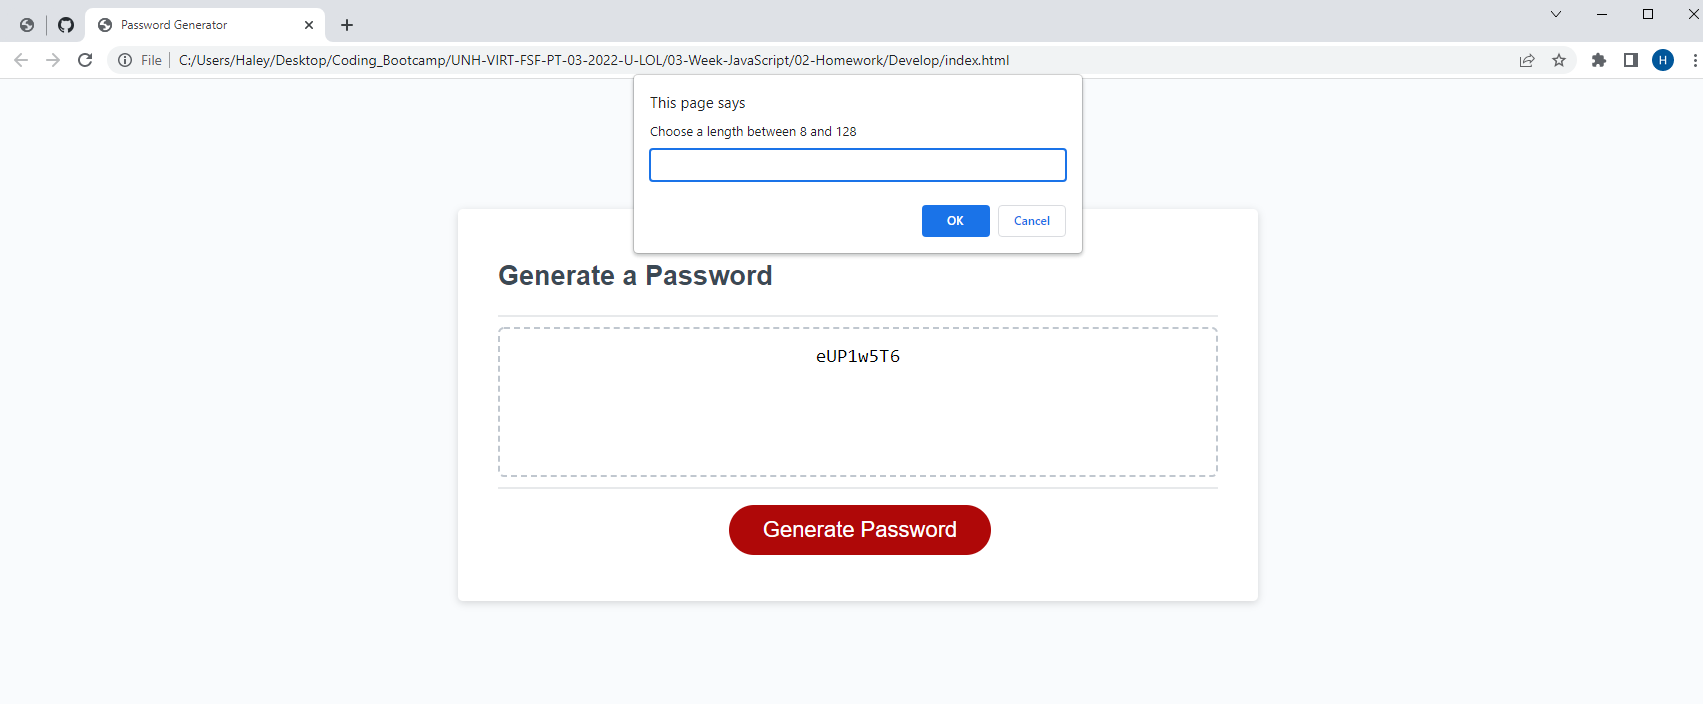 Password Generator
File
C:/Users/Haley/Desktop/Coding_Bootcamp/UNH-VIRT-FSF-PT-03-2022-U-LOL/03-Week-JavaScript/02-Homework/Develop/index.html
H
This page says
Choose a length between 8 and 128
OK
Cancel
Generate a Password
eUP1w5T6
Generate Password